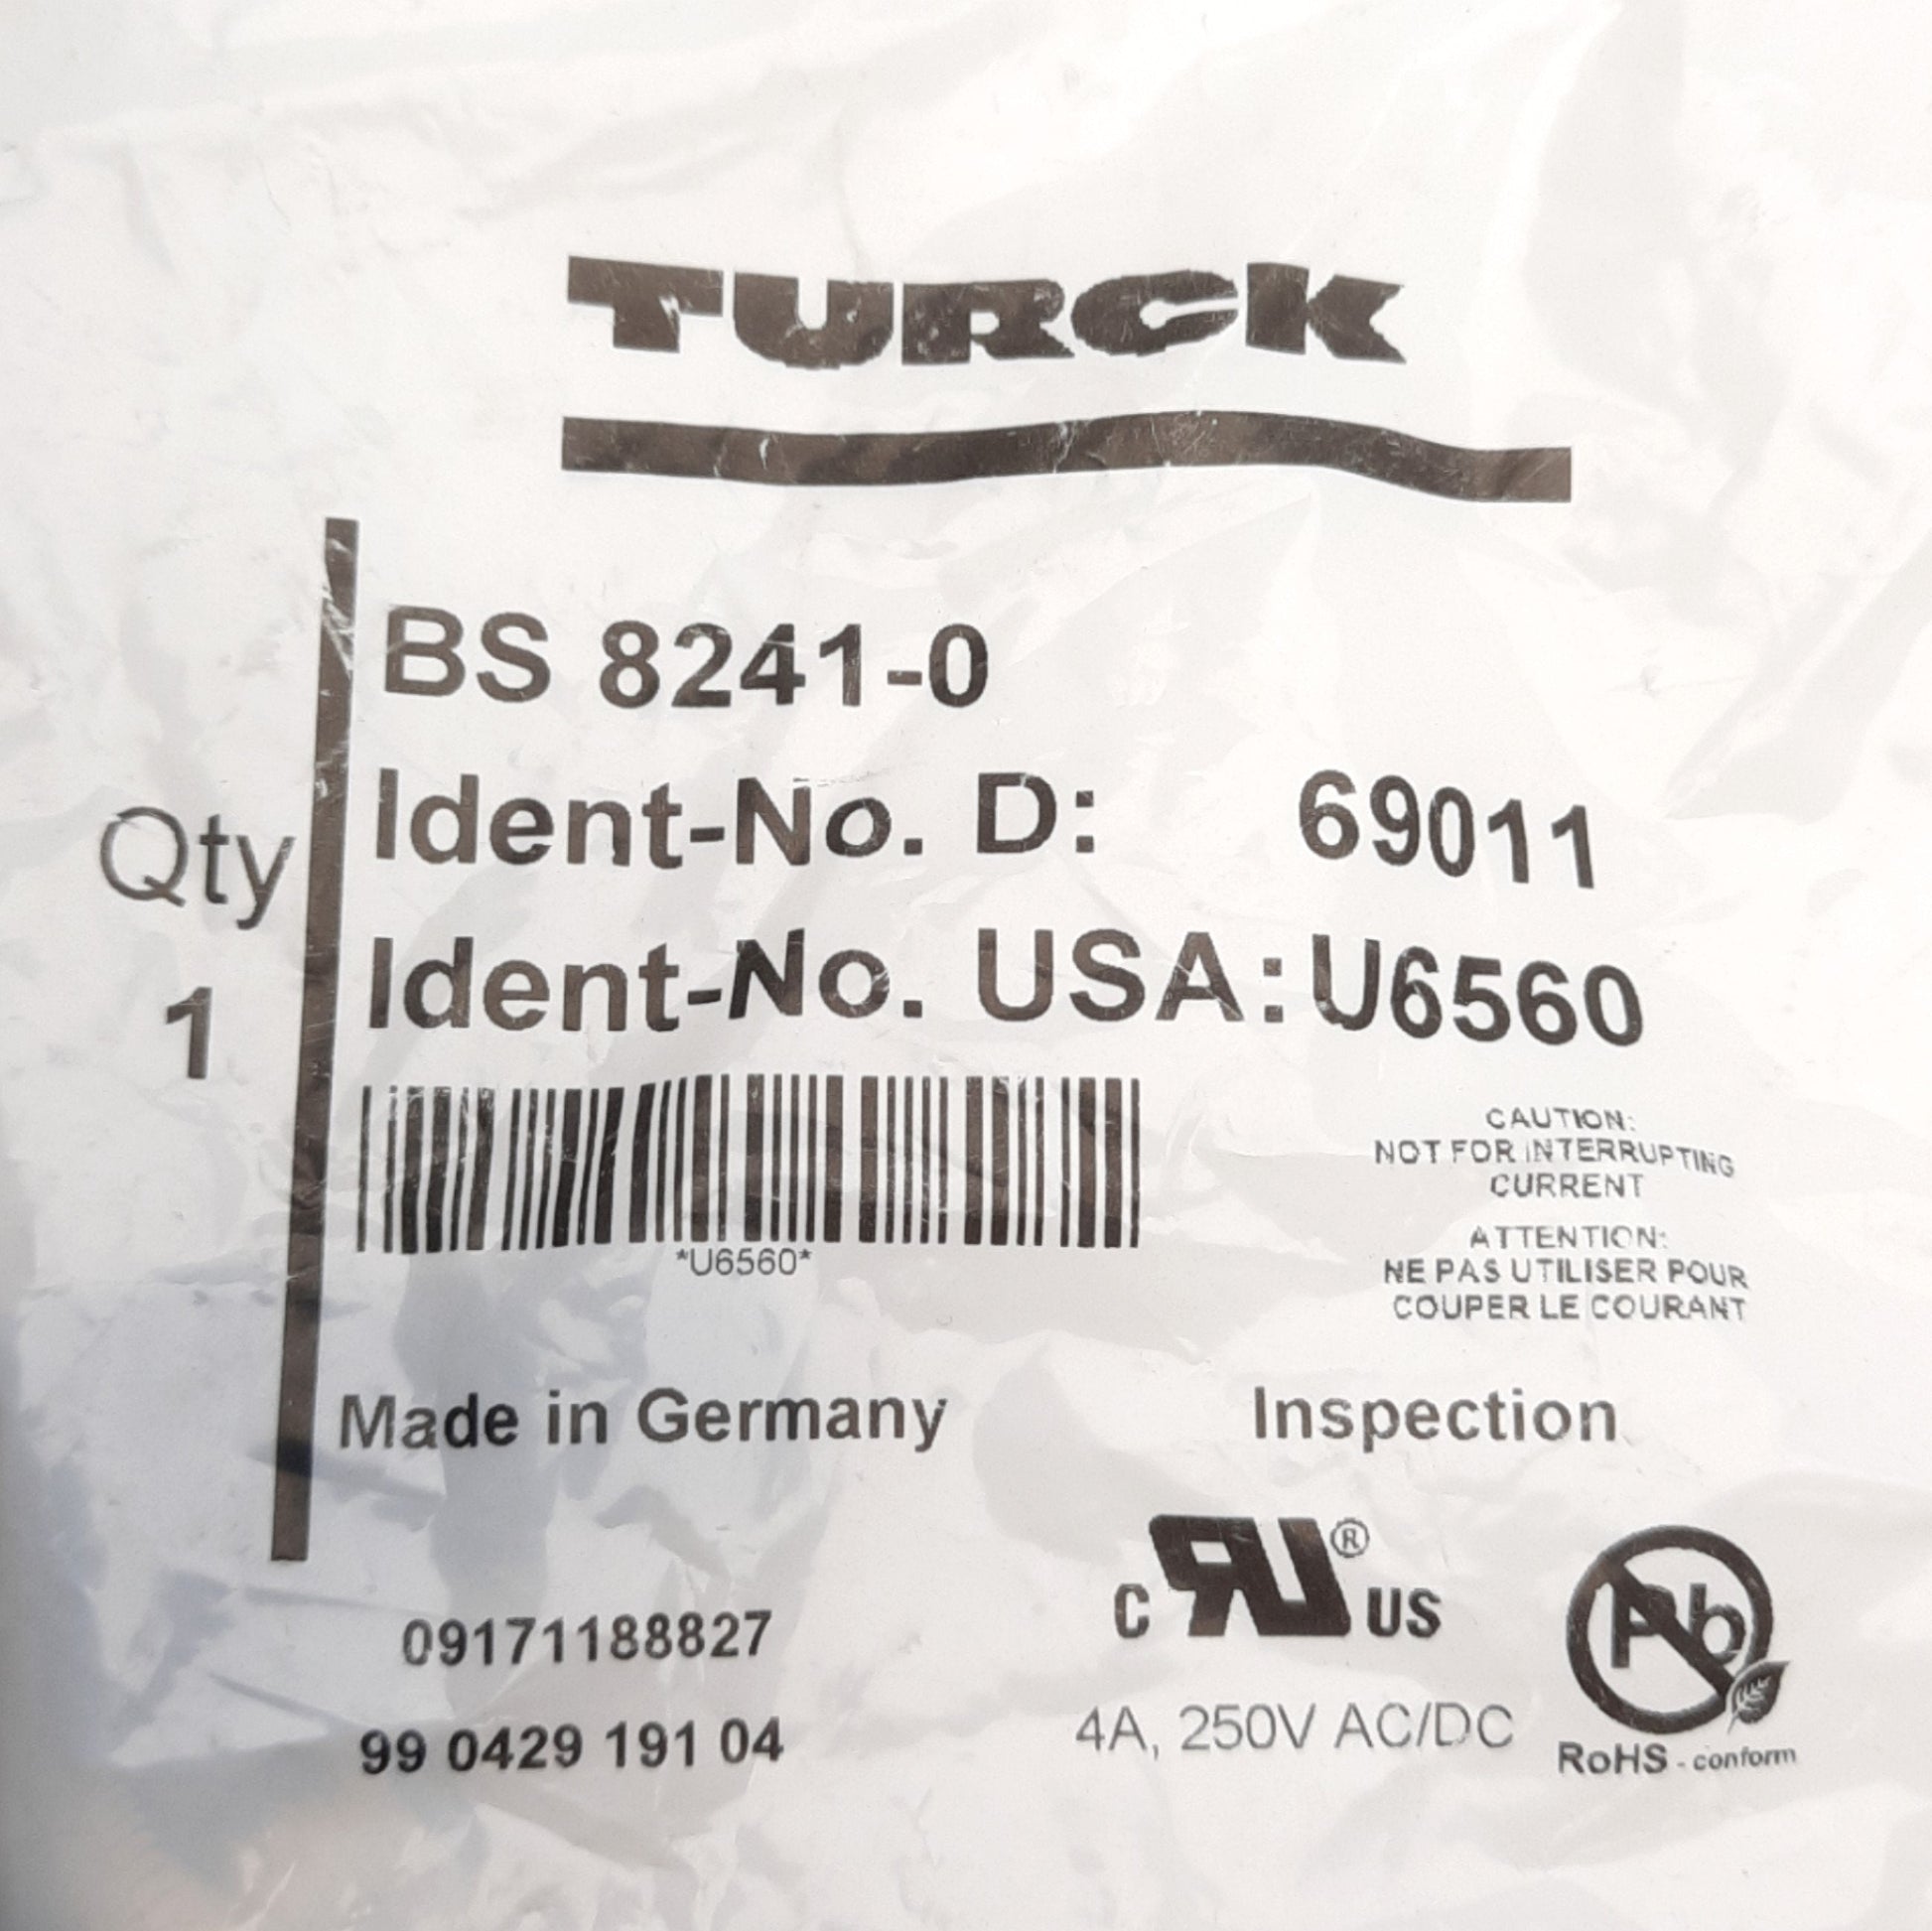 TURCK
BS 8241-0
Ident-No. D: 69011
Ident-No. USA: U6560
Qty
1
*U6560*
CAUTION:
NOT FOR INTERRUPTING
CURRENT
ATTENTION:
NE PAS UTILISER POUR
COUPER LE COURANT
Made in Germany
Inspection
09171188827
99 0429 191 04
C RU ® US
4A, 250V AC/DC
Pb
RoHS - conform